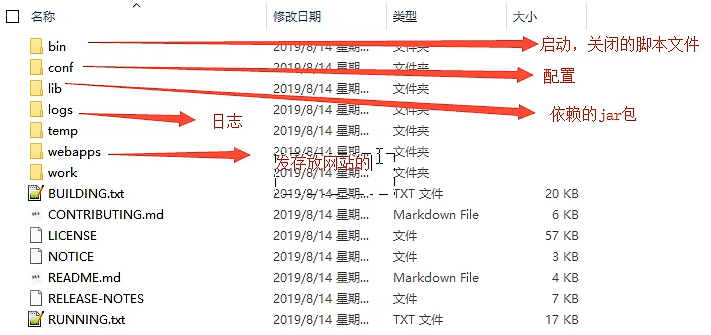 名称 修改日期 类型 大小
bin 2019/8/14 星期... 文件夹 启动，关闭的脚本文件
conf 2019/8/14 星期... 文件夹 配置
lib 2019/8/14 星期... 文件夹 依赖的jar包
logs 日志 2019/8/14 星期... 文件夹
temp 2019/8/14 星期... 文件夹
webapps 2019/8/14 星期... 文件夹
发存放网站的
work 2019/8/14 星期... 文件夹
BUILDING.txt 2019/8/14 星期... TXT 文件 20 KB
CONTRIBUTING.md 2019/8/14 星期... Markdown File 6 KB
LICENSE 2019/8/14 星期... 文件 57 KB
NOTICE 2019/8/14 星期... 文件 3 KB
README.md 2019/8/14 星期... Markdown File 4 KB
RELEASE-NOTES 2019/8/14 星期... 文件 7 KB
RUNNING.txt 2019/8/14 星期... TXT 文件 17 KB